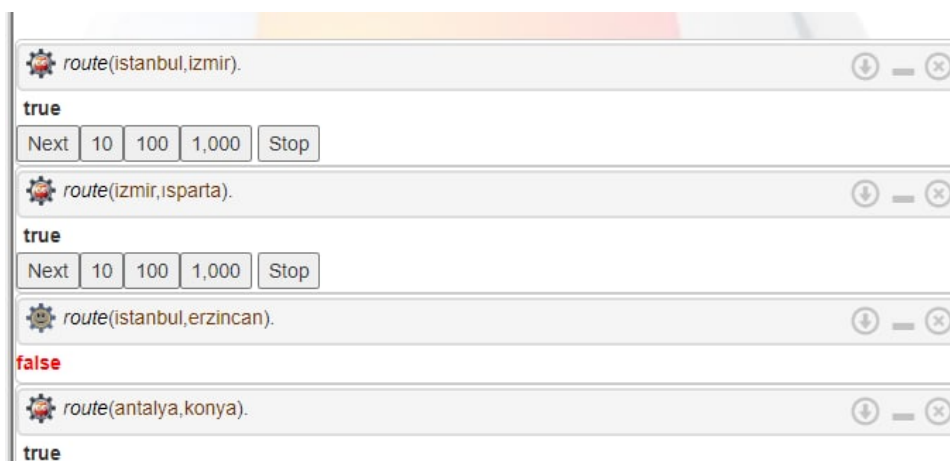 route(istanbul,izmir).
true
Next 10 100 1,000 Stop
route(izmir,ısparta).
true
Next 10 100 1,000 Stop
route(istanbul,erzincan).
false
route(antalya,konya).
true